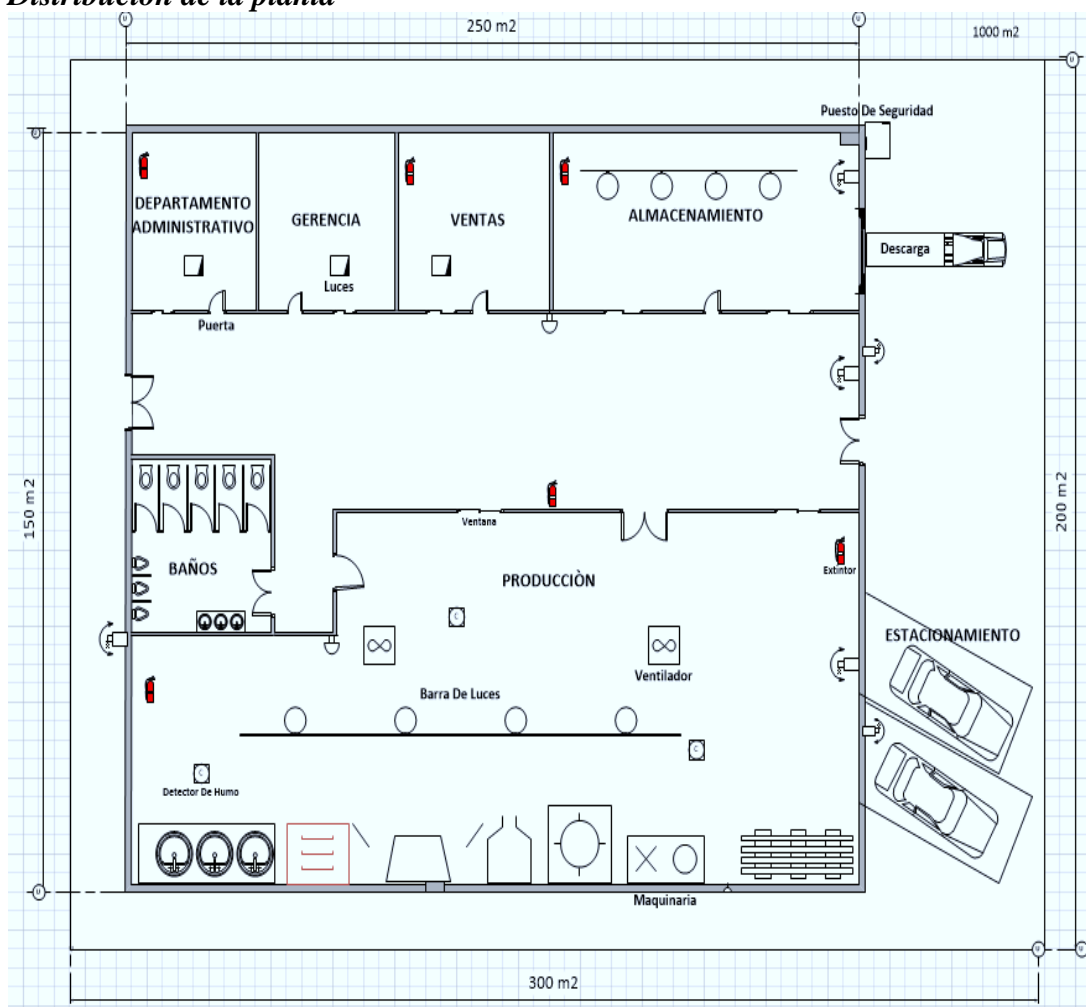 Distribución de la planta
250 m2
1000 m2
Puesto De Seguridad
DEPARTAMENTO
ADMINISTRATIVO
GERENCIA
VENTAS
ALMACENAMIENTO
Descarga
Luces
Puerta
150 m2
200 m2
Ventana
BAÑOS
PRODUCCIÒN
Extintor
ESTACIONAMIENTO
Ventilador
Barra De Luces
Detector De Humo
Maquinaria
300 m2